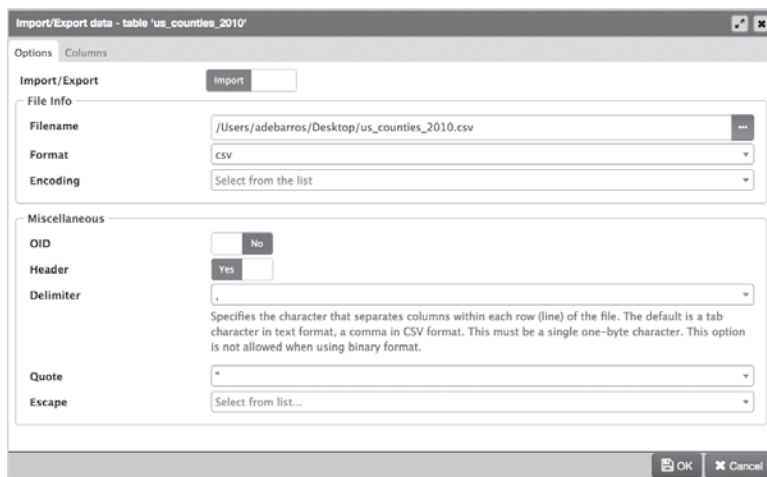 Import/Export data - table 'us_counties_2010'
Options Columns
Import/Export Import
File Info
Filename /Users/adebarros/Desktop/us_counties_2010.csv
Format csv
Encoding Select from the list
Miscellaneous
OID No
Header Yes
Delimiter ,
Specifies the character that separates columns within each row (line) of the file. The default is a tab
character in text format, a comma in CSV format. This must be a single one-byte character. This option
is not allowed when using binary format.
Quote "
Escape Select from list...
OK Cancel